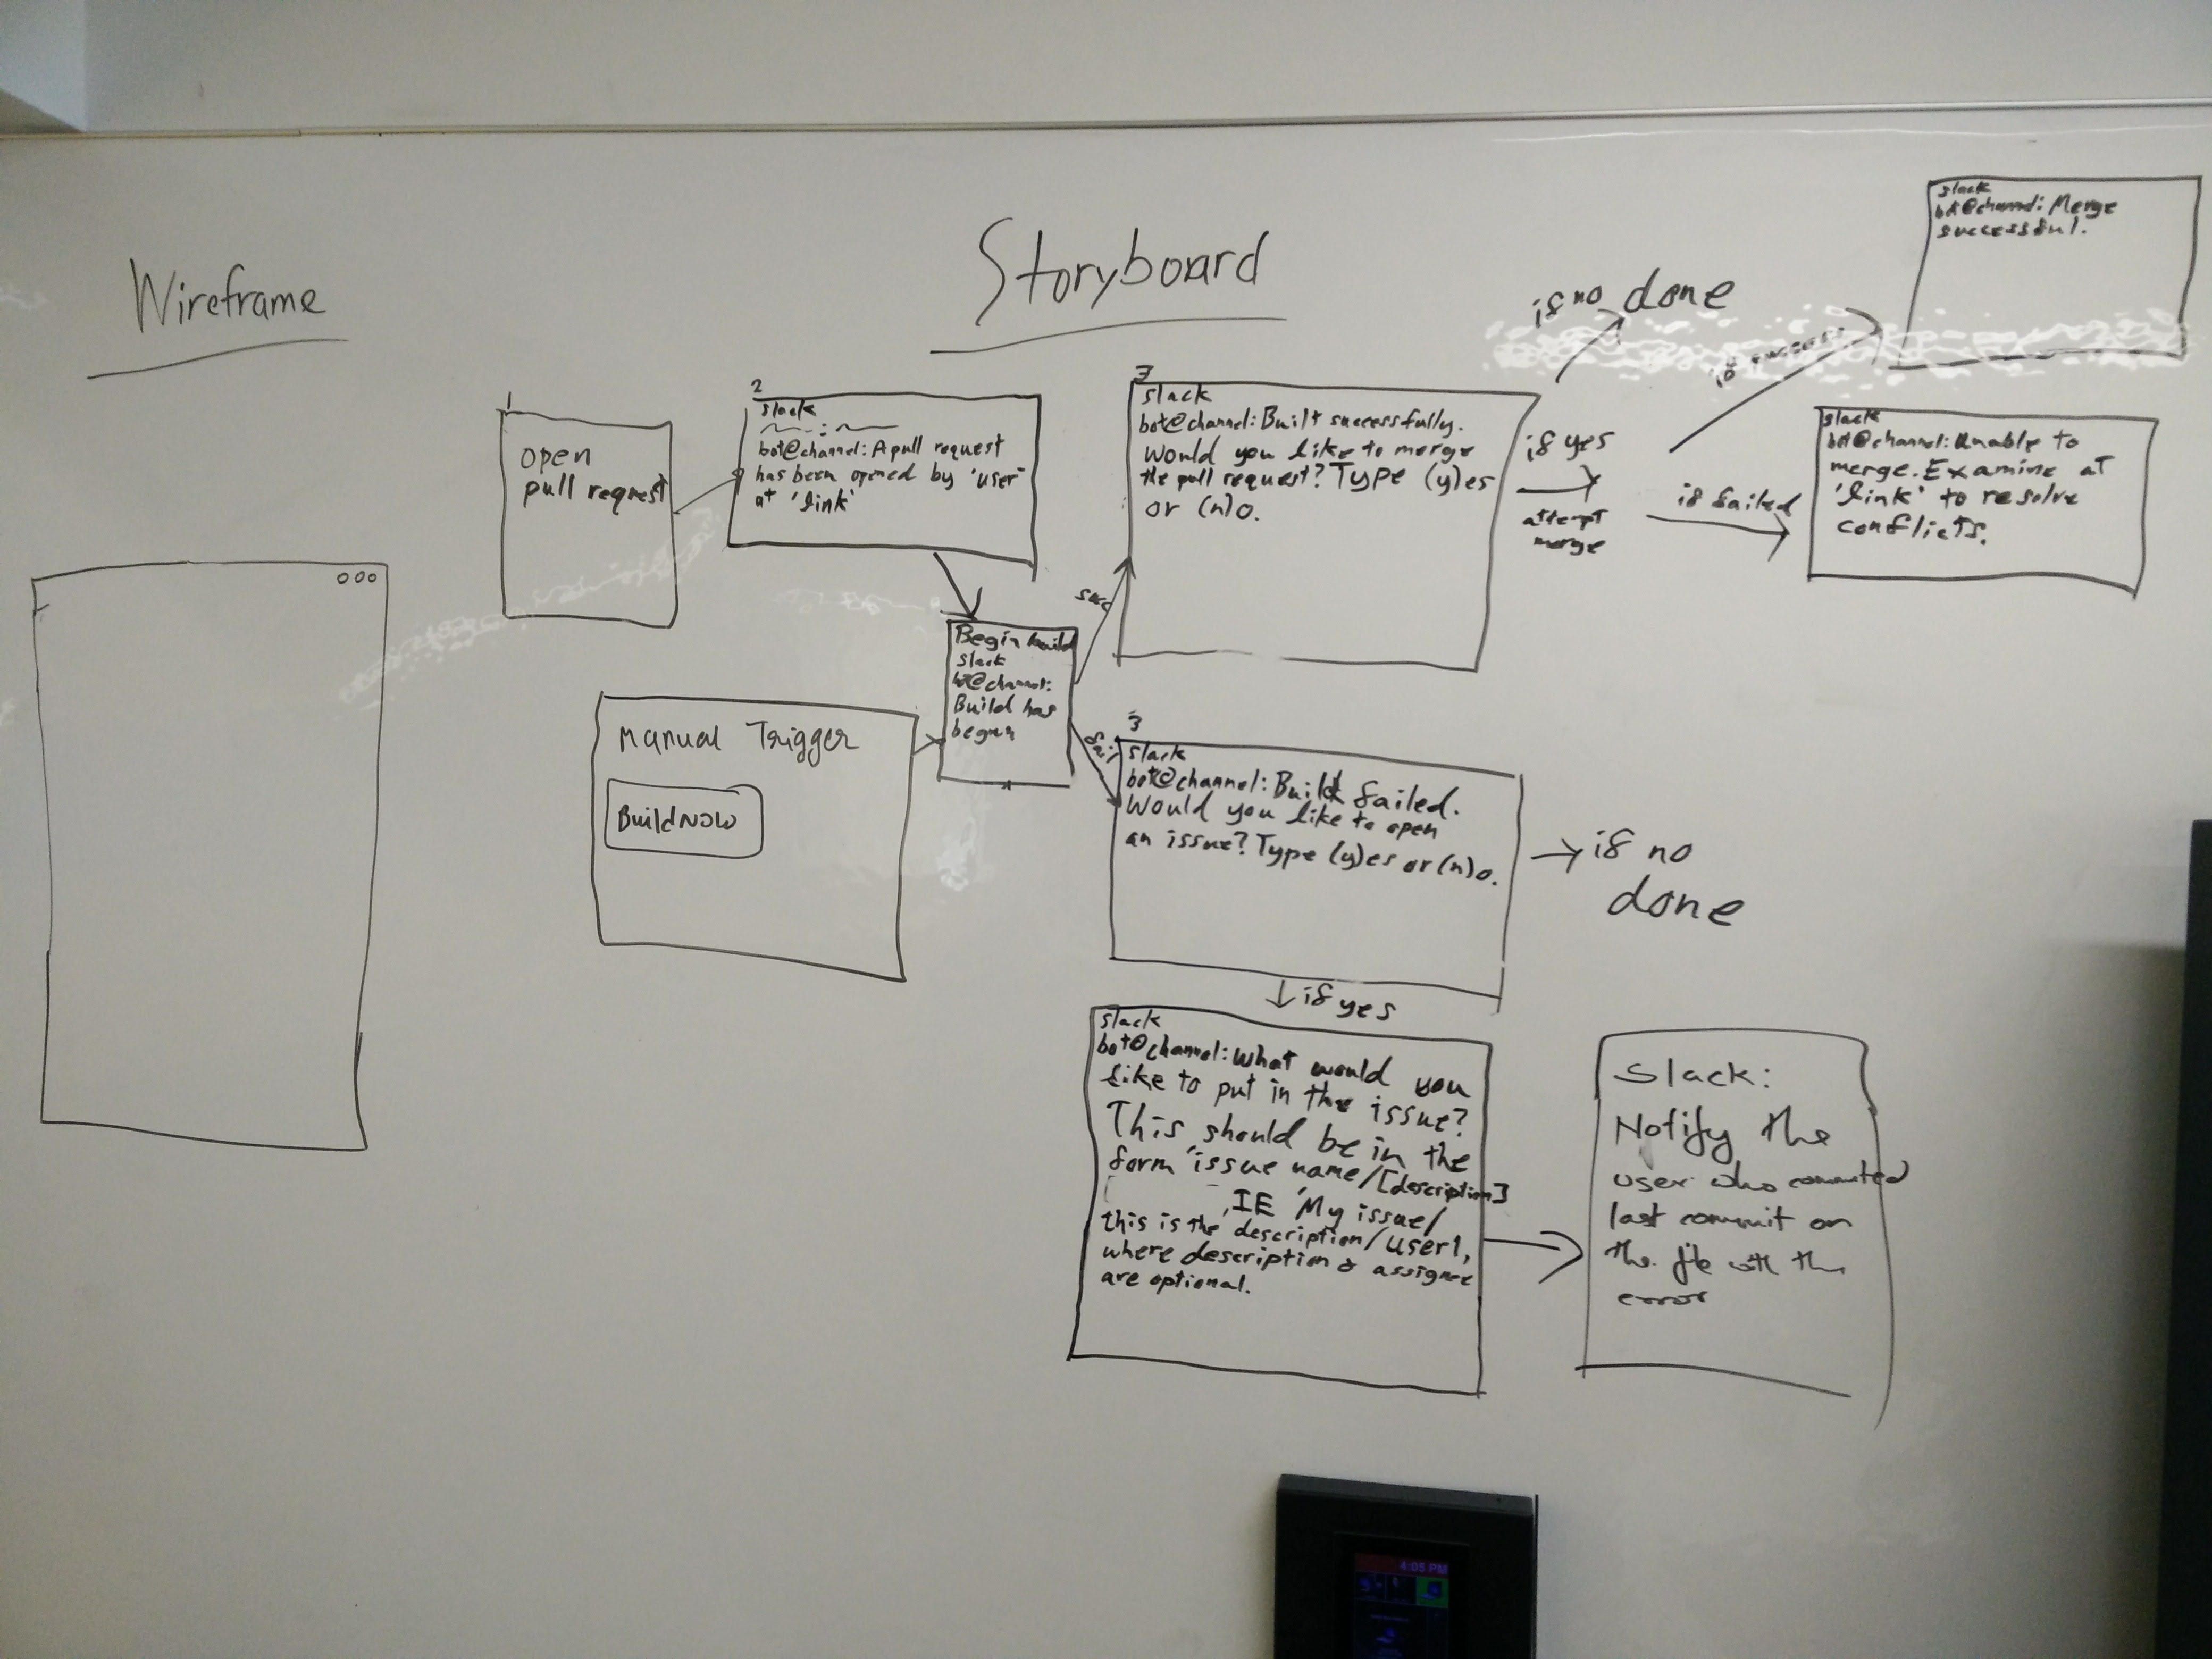 Wireframe
Storyboard
1
open
pull request
2
slack
bot@channel: A pull request
has been opened by 'user'
at 'link'
Begin build
slack
bot@channel:
Build has
begun
Manual Trigger
Build NOW
succ
fail
3
slack
bot@channel: Built successfully.
Would you like to merge
the pull request? Type (y)es
or (n)o.
if no done
if yes
attempt
merge
if success
slack
bot@channel: Merge
successful.
if failed
slack
bot@channel: Unable to
merge. Examine at
'link' to resolve
conflicts.
3
slack
bot@channel: Build failed.
Would you like to open
an issue? Type (y)es or (n)o.
if no
done
if yes
slack
bot@channel: What would you
like to put in the issue?
This should be in the
form 'issue name/[description]
IE 'My issue/
this is the description/user1,
where description & assignee
are optional.
Slack:
Notify the
user who commited
last commit on
the file with the
error
4:05 PM